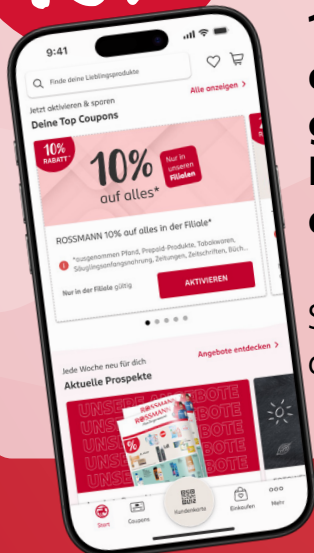 9:41
Finde deine Lieblingsprodukte
Jetzt aktivieren & sparen
Deine Top Coupons
Alle anzeigen >
10%
RABATT*
10%
auf alles*
Nur in
unseren
Filialen
ROSSMANN 10% auf alles in der Filiale*
*ausgenommen Pfand, Prepaid-Produkte, Tabakwaren,
Säuglingsanfangsnahrung, Zeitungen, Zeitschriften, Büch...
Nur in der Filiale gültig
AKTIVIEREN
Jede Woche neu für dich
Aktuelle Prospekte
Angebote entdecken >
UNSERE ANGEBOTE
ROSSMANN
ROSSMANN
%
Start
Coupons
Kundenkarte
Einkaufen
Mehr